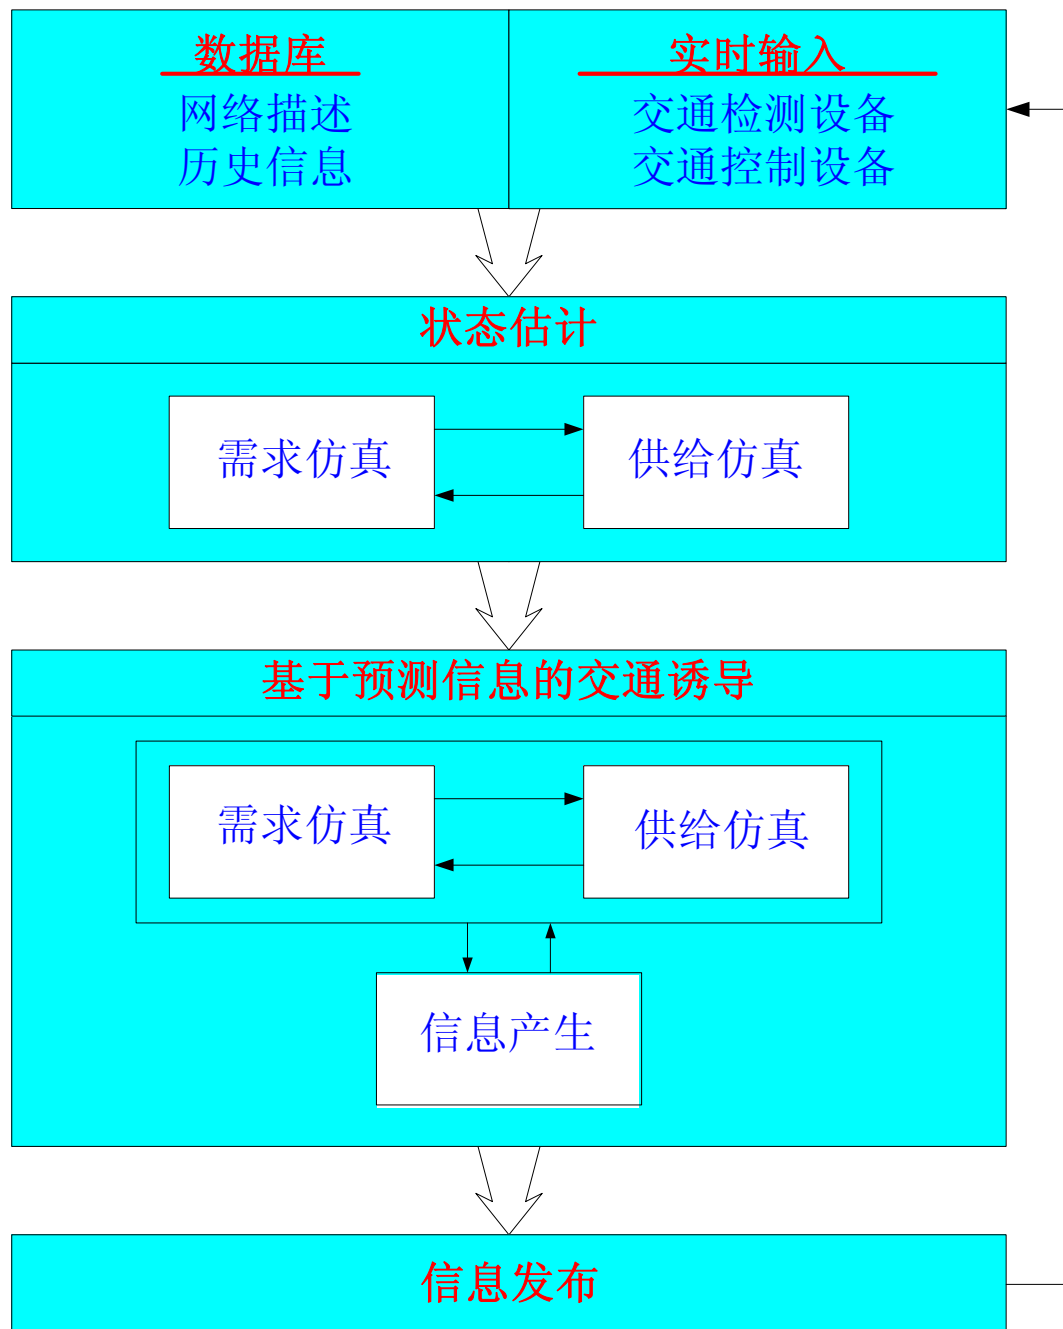 数据库
网络描述
历史信息
实时输入
交通检测设备
交通控制设备
状态估计
需求仿真
供给仿真
基于预测信息的交通诱导
需求仿真
供给仿真
信息产生
信息发布